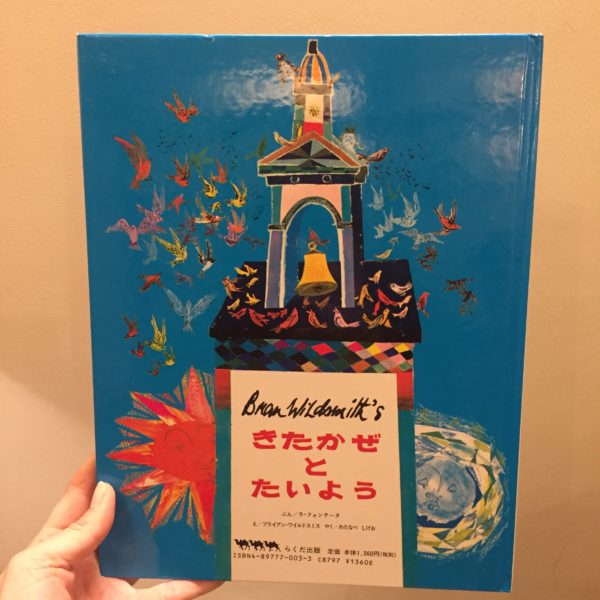 Brian Wildsmith's
きたかぜ
と
たいよう
ぶん/ラ・フォンテーヌ
え/ブライアン・ワイルドスミス やく/わたなべ しげお
らくだ出版 定価 本体1,360円(税別)
ISBN4-89777-003-3 C8797 ¥1360E